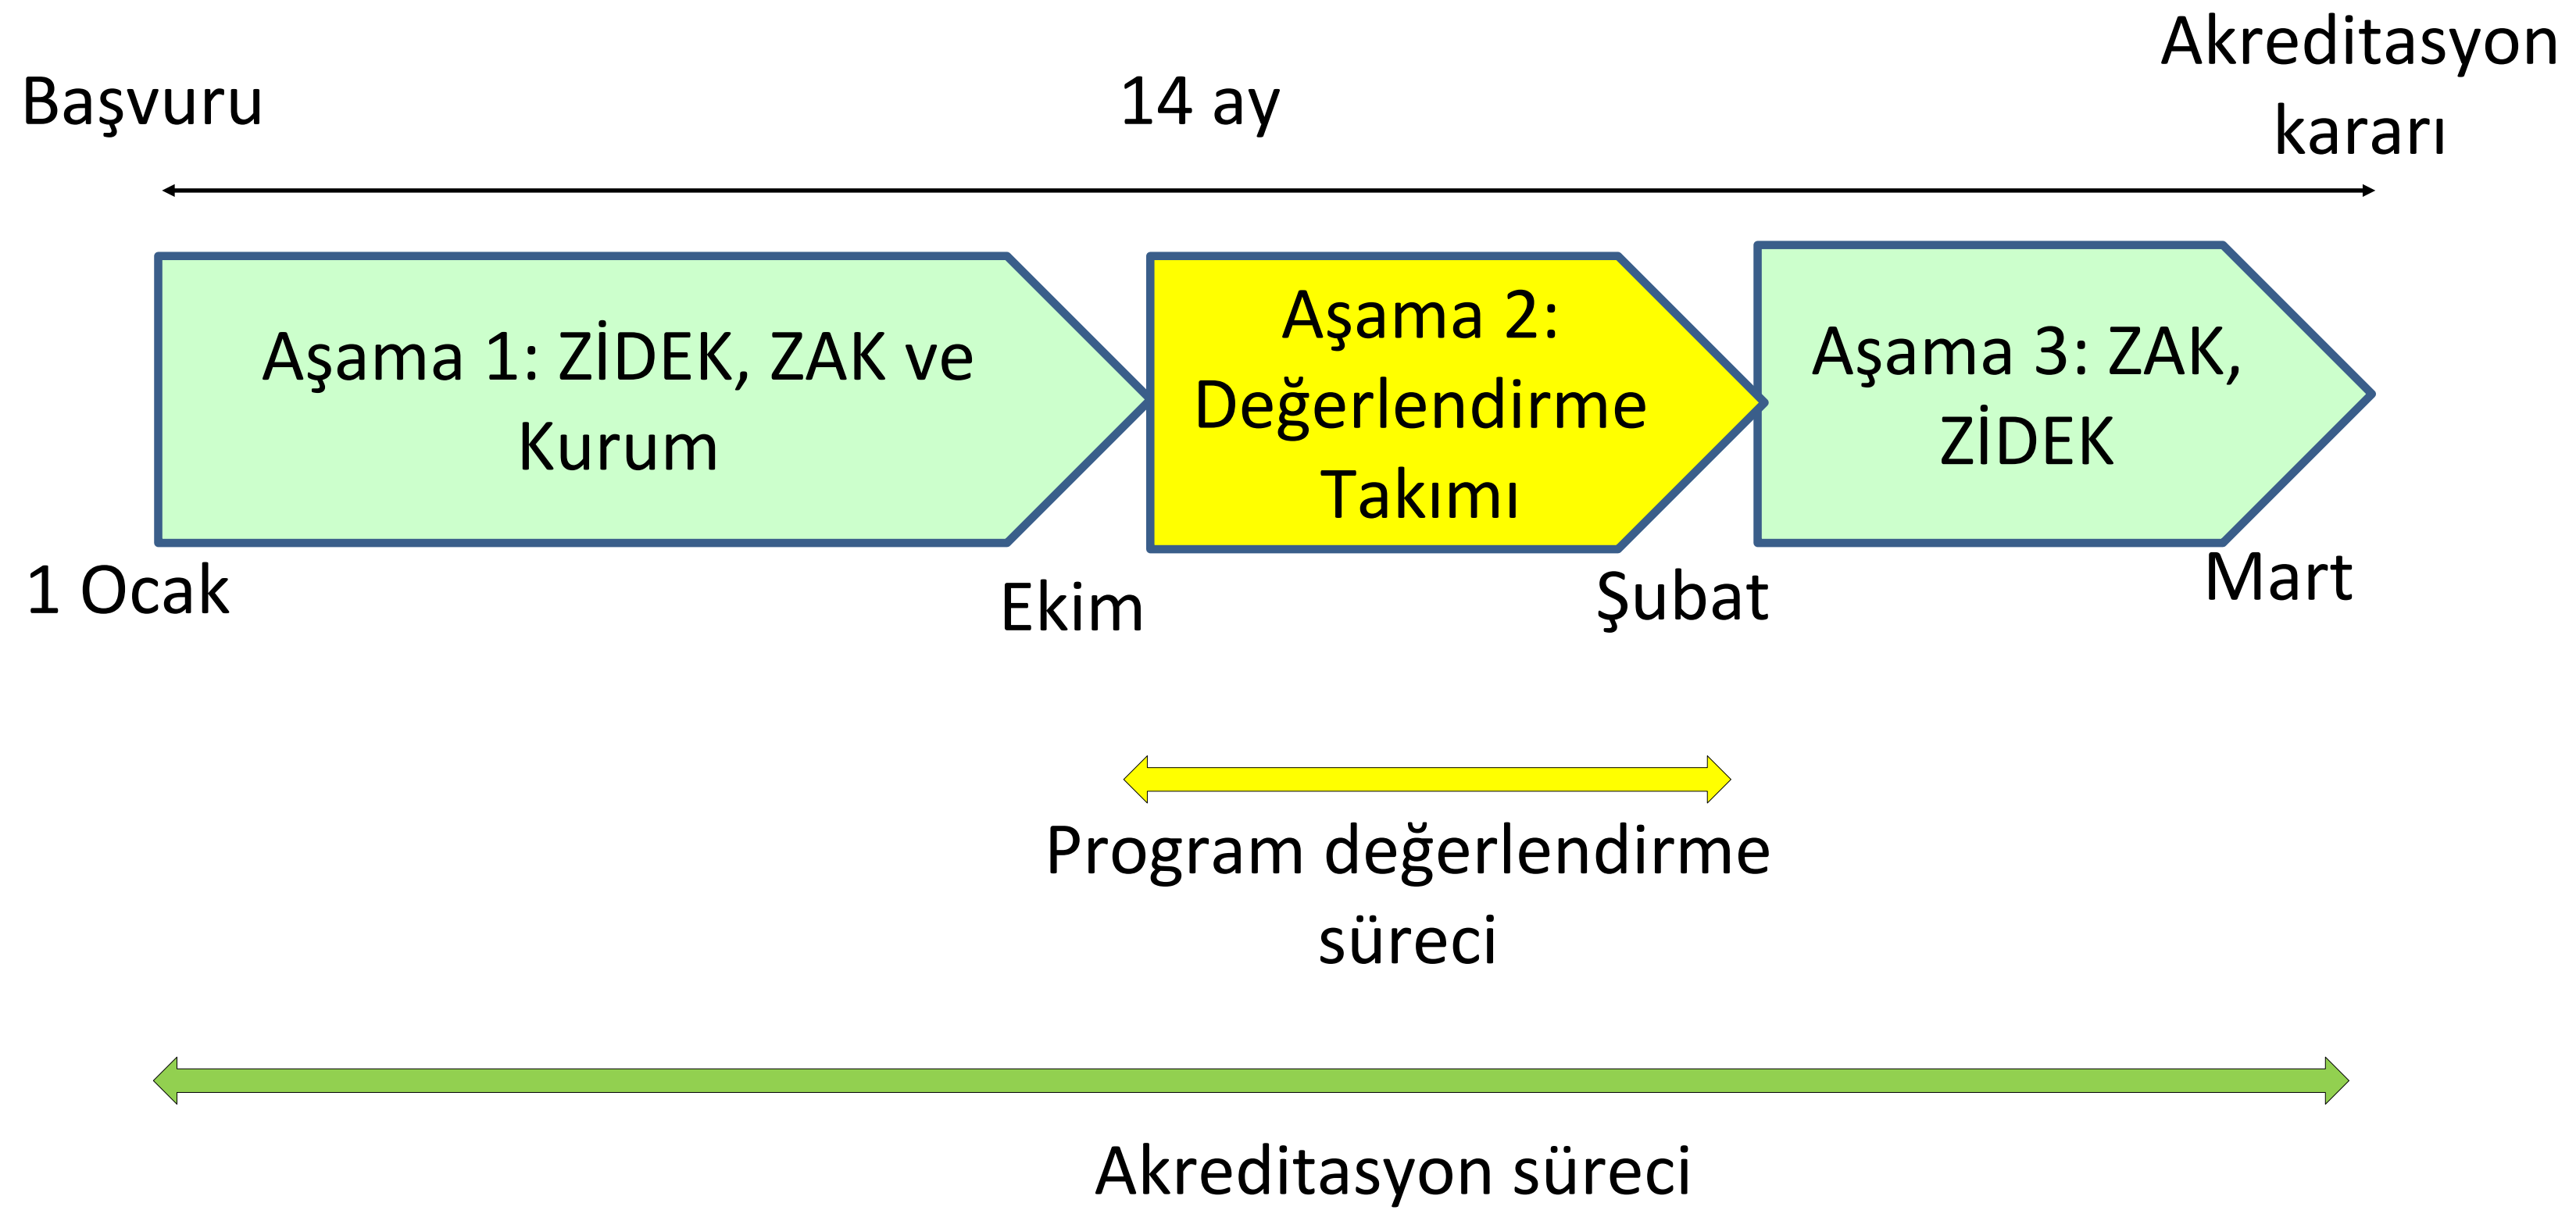 Başvuru
14 ay
Akreditasyon
kararı
Aşama 1: ZİDEK, ZAK ve
Kurum
Aşama 2:
Değerlendirme
Takımı
Aşama 3: ZAK,
ZİDEK
1 Ocak
Ekim
Şubat
Mart
Program değerlendirme
süreci
Akreditasyon süreci